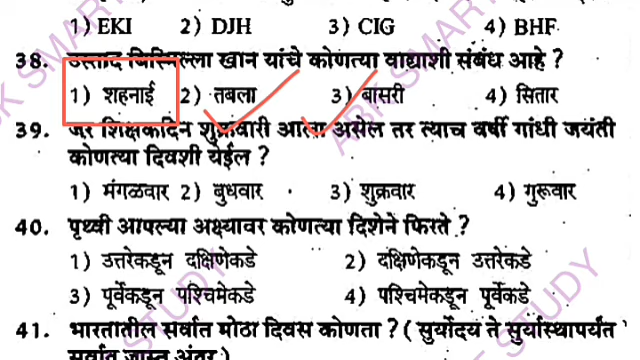 1) EKI 2) DJH 3) CIG 4) BHF
38. उस्ताद बिस्मिल्ला खान यांचे कोणत्या वाद्याशी संबंध आहे ?
1) शहनाई 2) तबला 3) बासरी 4) सितार
39. जर शिक्षकदिन शुक्रवारी आला असेल तर त्याच वर्षी गांधी जयंती
कोणत्या दिवशी येईल ?
1) मंगळवार 2) बुधवार 3) शुक्रवार 4) गुरूवार
40. पृथ्वी आपल्या अक्ष्यावर कोणत्या दिशेने फिरते ?
1) उत्तरेकडून दक्षिणेकडे 2) दक्षिणेकडून उत्तरेकडे
3) पूर्वेकडून पश्चिमेकडे 4) पश्चिमेकडून पूर्वेकडे
41. भारतातील सर्वात मोठा दिवस कोणता ? ( सुर्योदय ते सुर्यास्थापर्यंत
सर्वात जास्त अंतर )